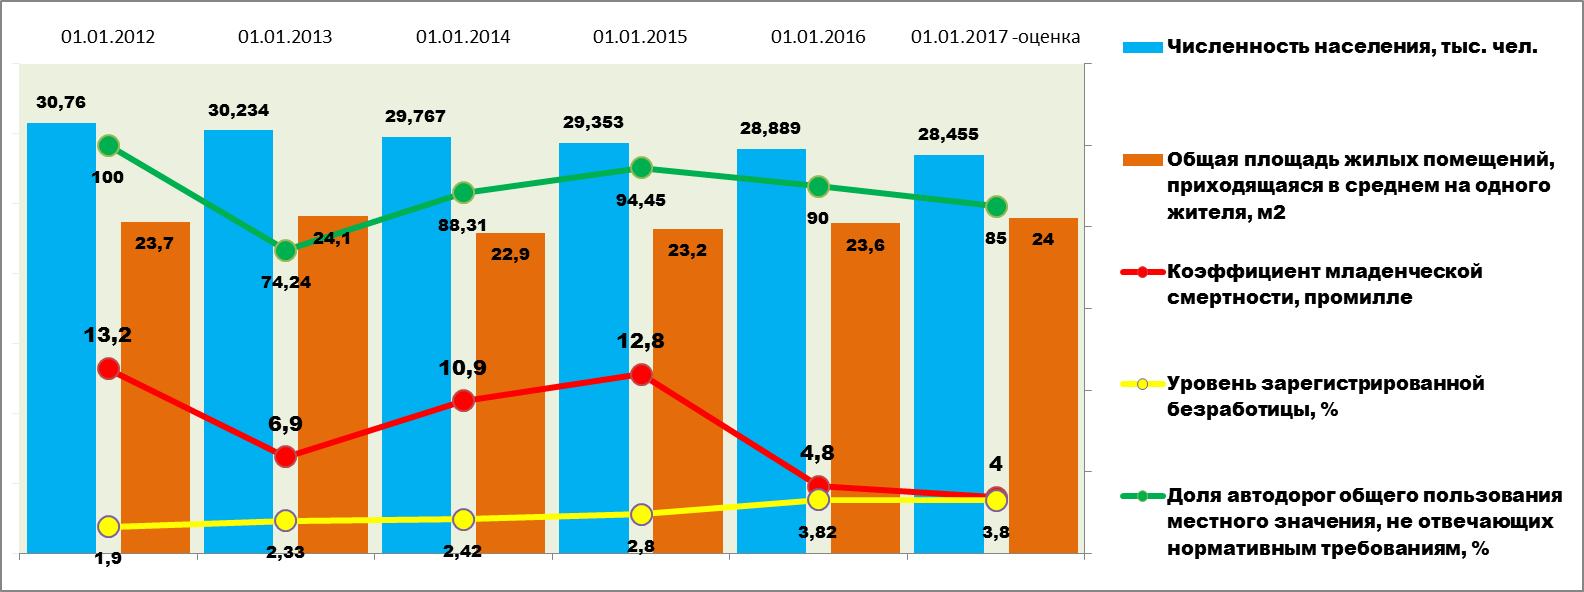 01.01.2012 01.01.2013 01.01.2014 01.01.2015 01.01.2016 01.01.2017 -оценка
30,76 30,234 29,767 29,353 28,889 28,455
100 74,24 88,31 94,45 90 85
23,7 24,1 22,9 23,2 23,6 24
13,2 6,9 10,9 12,8 4,8 4
1,9 2,33 2,42 2,8 3,82 3,8
Численность населения, тыс. чел.
Общая площадь жилых помещений,
приходящаяся в среднем на одного
жителя, м2
Коэффициент младенческой
смертности, промилле
Уровень зарегистрированной
безработицы, %
Доля автодорог общего пользования
местного значения, не отвечающих
нормативным требованиям, %